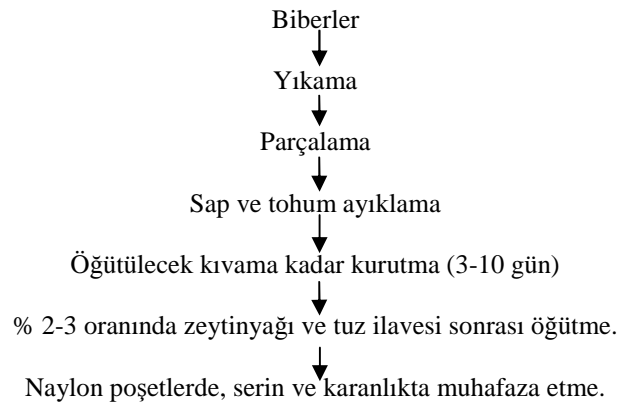 Biberler
Yıkama
Parçalama
Sap ve tohum ayıklama
Öğütülecek kıvama kadar kurutma (3-10 gün)
% 2-3 oranında zeytinyağı ve tuz ilavesi sonrası öğütme.
Naylon poşetlerde, serin ve karanlıkta muhafaza etme.